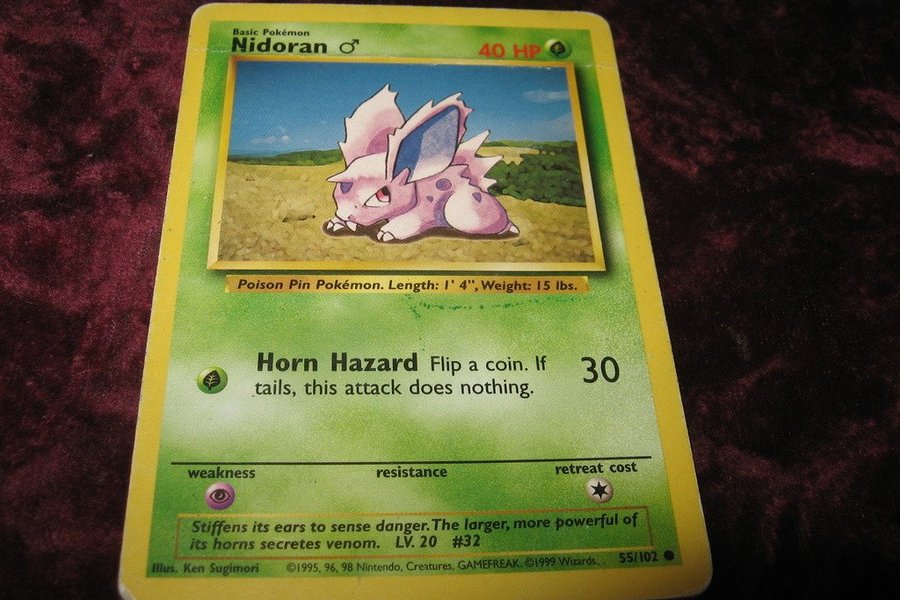 Basic Pokémon
Nidoran ♂ 40 HP
Poison Pin Pokémon. Length: 1' 4", Weight: 15 lbs.
Horn Hazard Flip a coin. If
tails, this attack does nothing.
30
weakness resistance retreat cost
Stiffens its ears to sense danger. The larger, more powerful of
its horns secretes venom. LV. 20 #32
Illus. Ken Sugimori ©1995, 96, 98 Nintendo, Creatures, GAMEFREAK. ©1999 Wizards. 55/102 ●